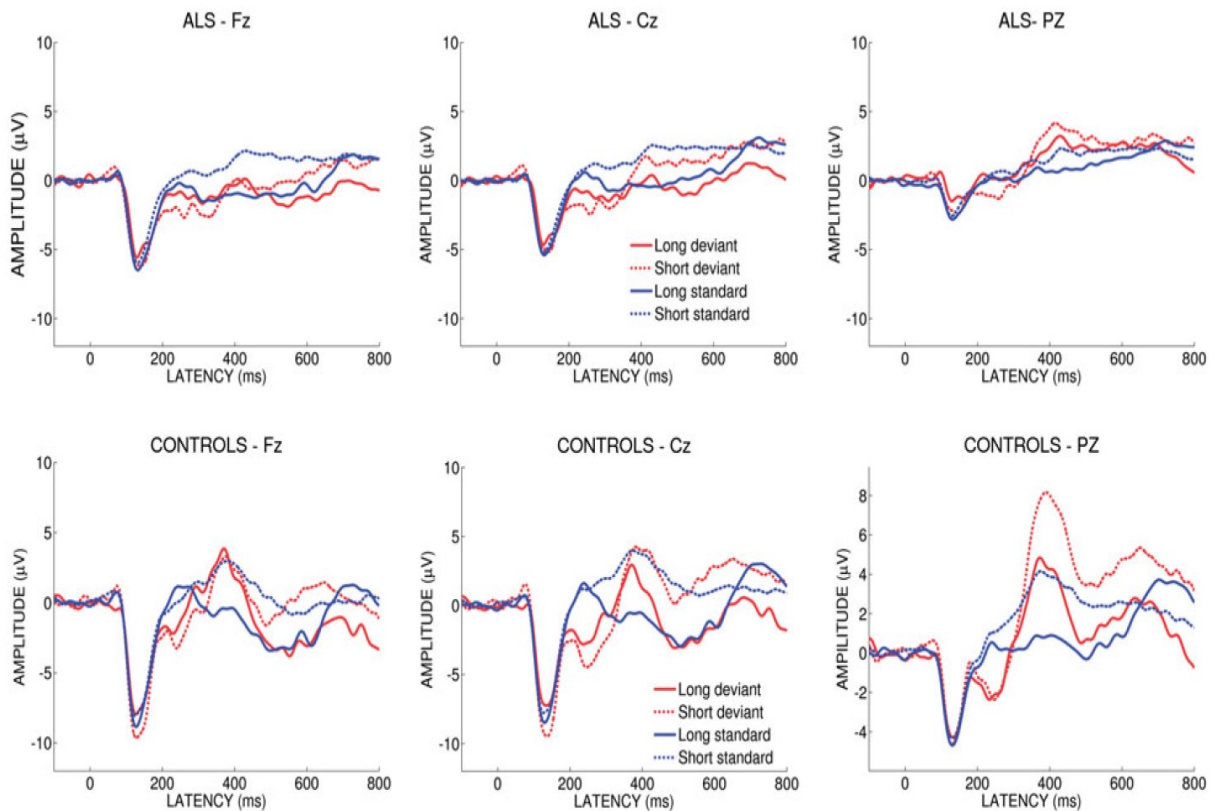 ALS - Fz
10
5
0
-5
-10
AMPLITUDE (µV)
0 200 400 600 800
LATENCY (ms)
ALS - Cz
10
5
0
-5
-10
AMPLITUDE (µV)
Long deviant
Short deviant
Long standard
Short standard
0 200 400 600 800
LATENCY (ms)
ALS- PZ
10
5
0
-5
-10
AMPLITUDE (µV)
0 200 400 600 800
LATENCY (ms)
CONTROLS - Fz
10
5
0
-5
-10
AMPLITUDE (µV)
0 200 400 600 800
LATENCY (ms)
CONTROLS - Cz
10
5
0
-5
-10
AMPLITUDE (µV)
Long deviant
Short deviant
Long standard
Short standard
0 200 400 600 800
LATENCY (ms)
CONTROLS - PZ
8
6
4
2
0
-2
-4
AMPILITUDE (µV)
0 200 400 600 800
LATENCY (ms)